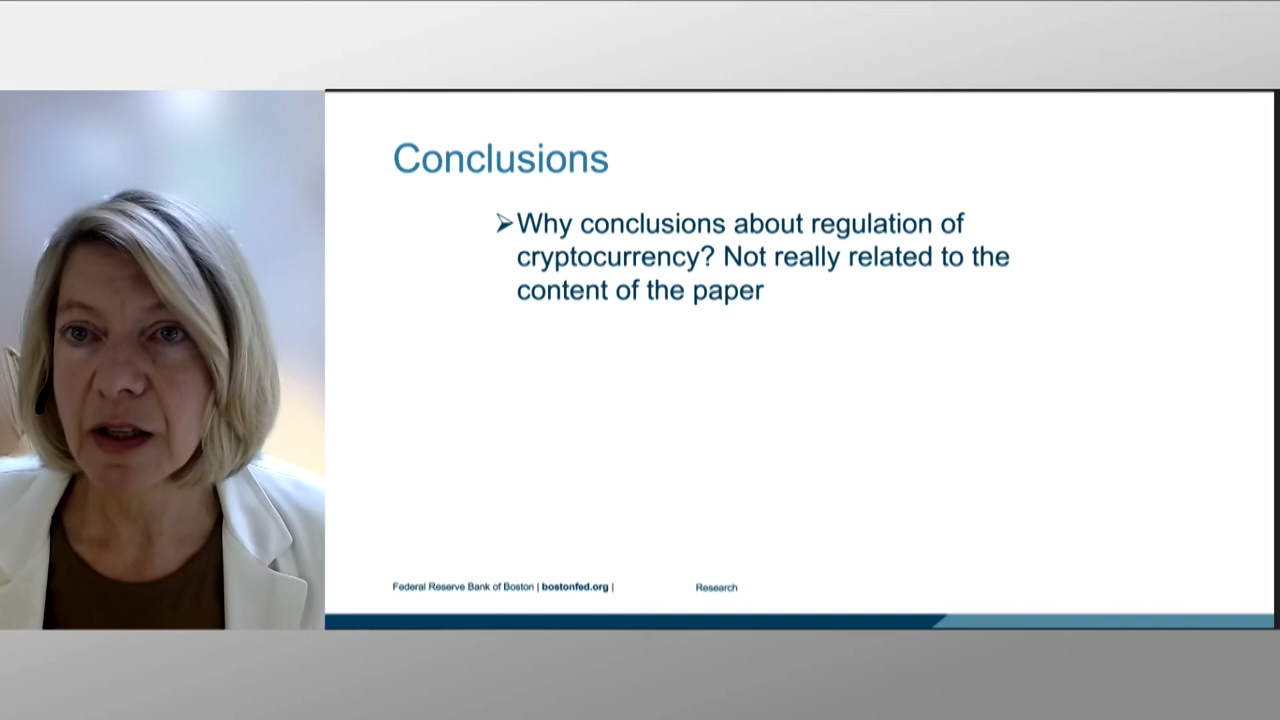 Conclusions
➢Why conclusions about regulation of
cryptocurrency? Not really related to the
content of the paper
Federal Reserve Bank of Boston | bostonfed.org |
Research